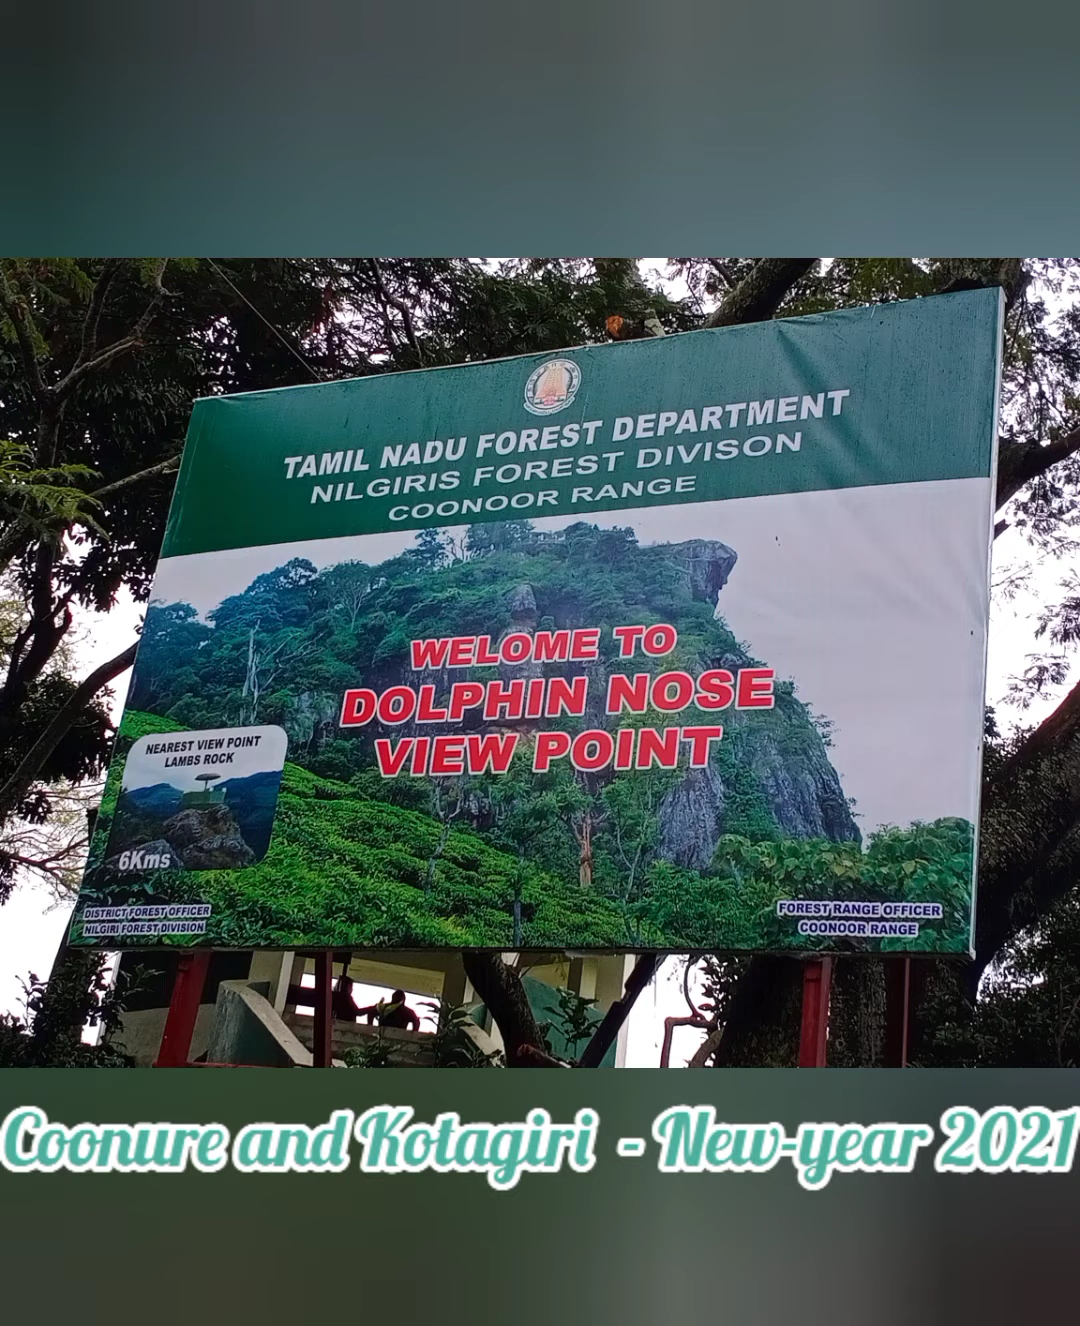 TAMIL NADU FOREST DEPARTMENT
NILGIRIS FOREST DIVISON
COONOOR RANGE
WELOME TO
DOLPHIN NOSE
VIEW POINT
NEAREST VIEW POINT
LAMBS ROCK
6Kms
DISTRICT FOREST OFFICER
NILGIRI FOREST DIVISION
FOREST RANGE OFFICER
COONOOR RANGE
Coonure and Kotagiri - New-year 2021